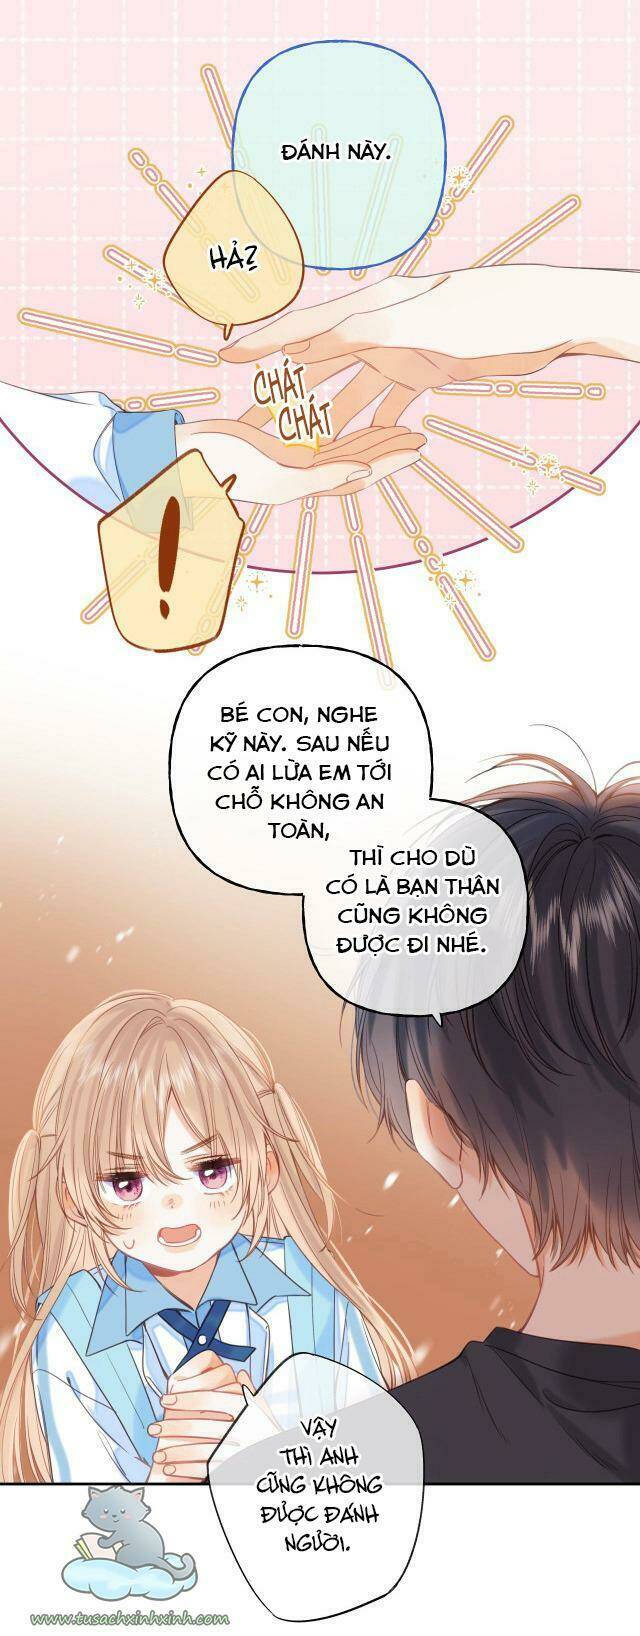 ĐÁNH NÀY.
HẢ?
CHÁT
CHÁT
!
BÉ CON, NGHE
KỸ NÀY. SAU NẾU
CÓ AI LỪA EM TỚI
CHỖ KHÔNG AN
TOÀN,
THÌ CHO DÙ
CÓ LÀ BẠN THÂN
CŨNG KHÔNG
ĐƯỢC ĐI NHÉ.
VẬY
THÌ ANH
CŨNG KHÔNG
ĐƯỢC ĐÁNH
NGƯỜI.
www.tusachxinhxinh.com